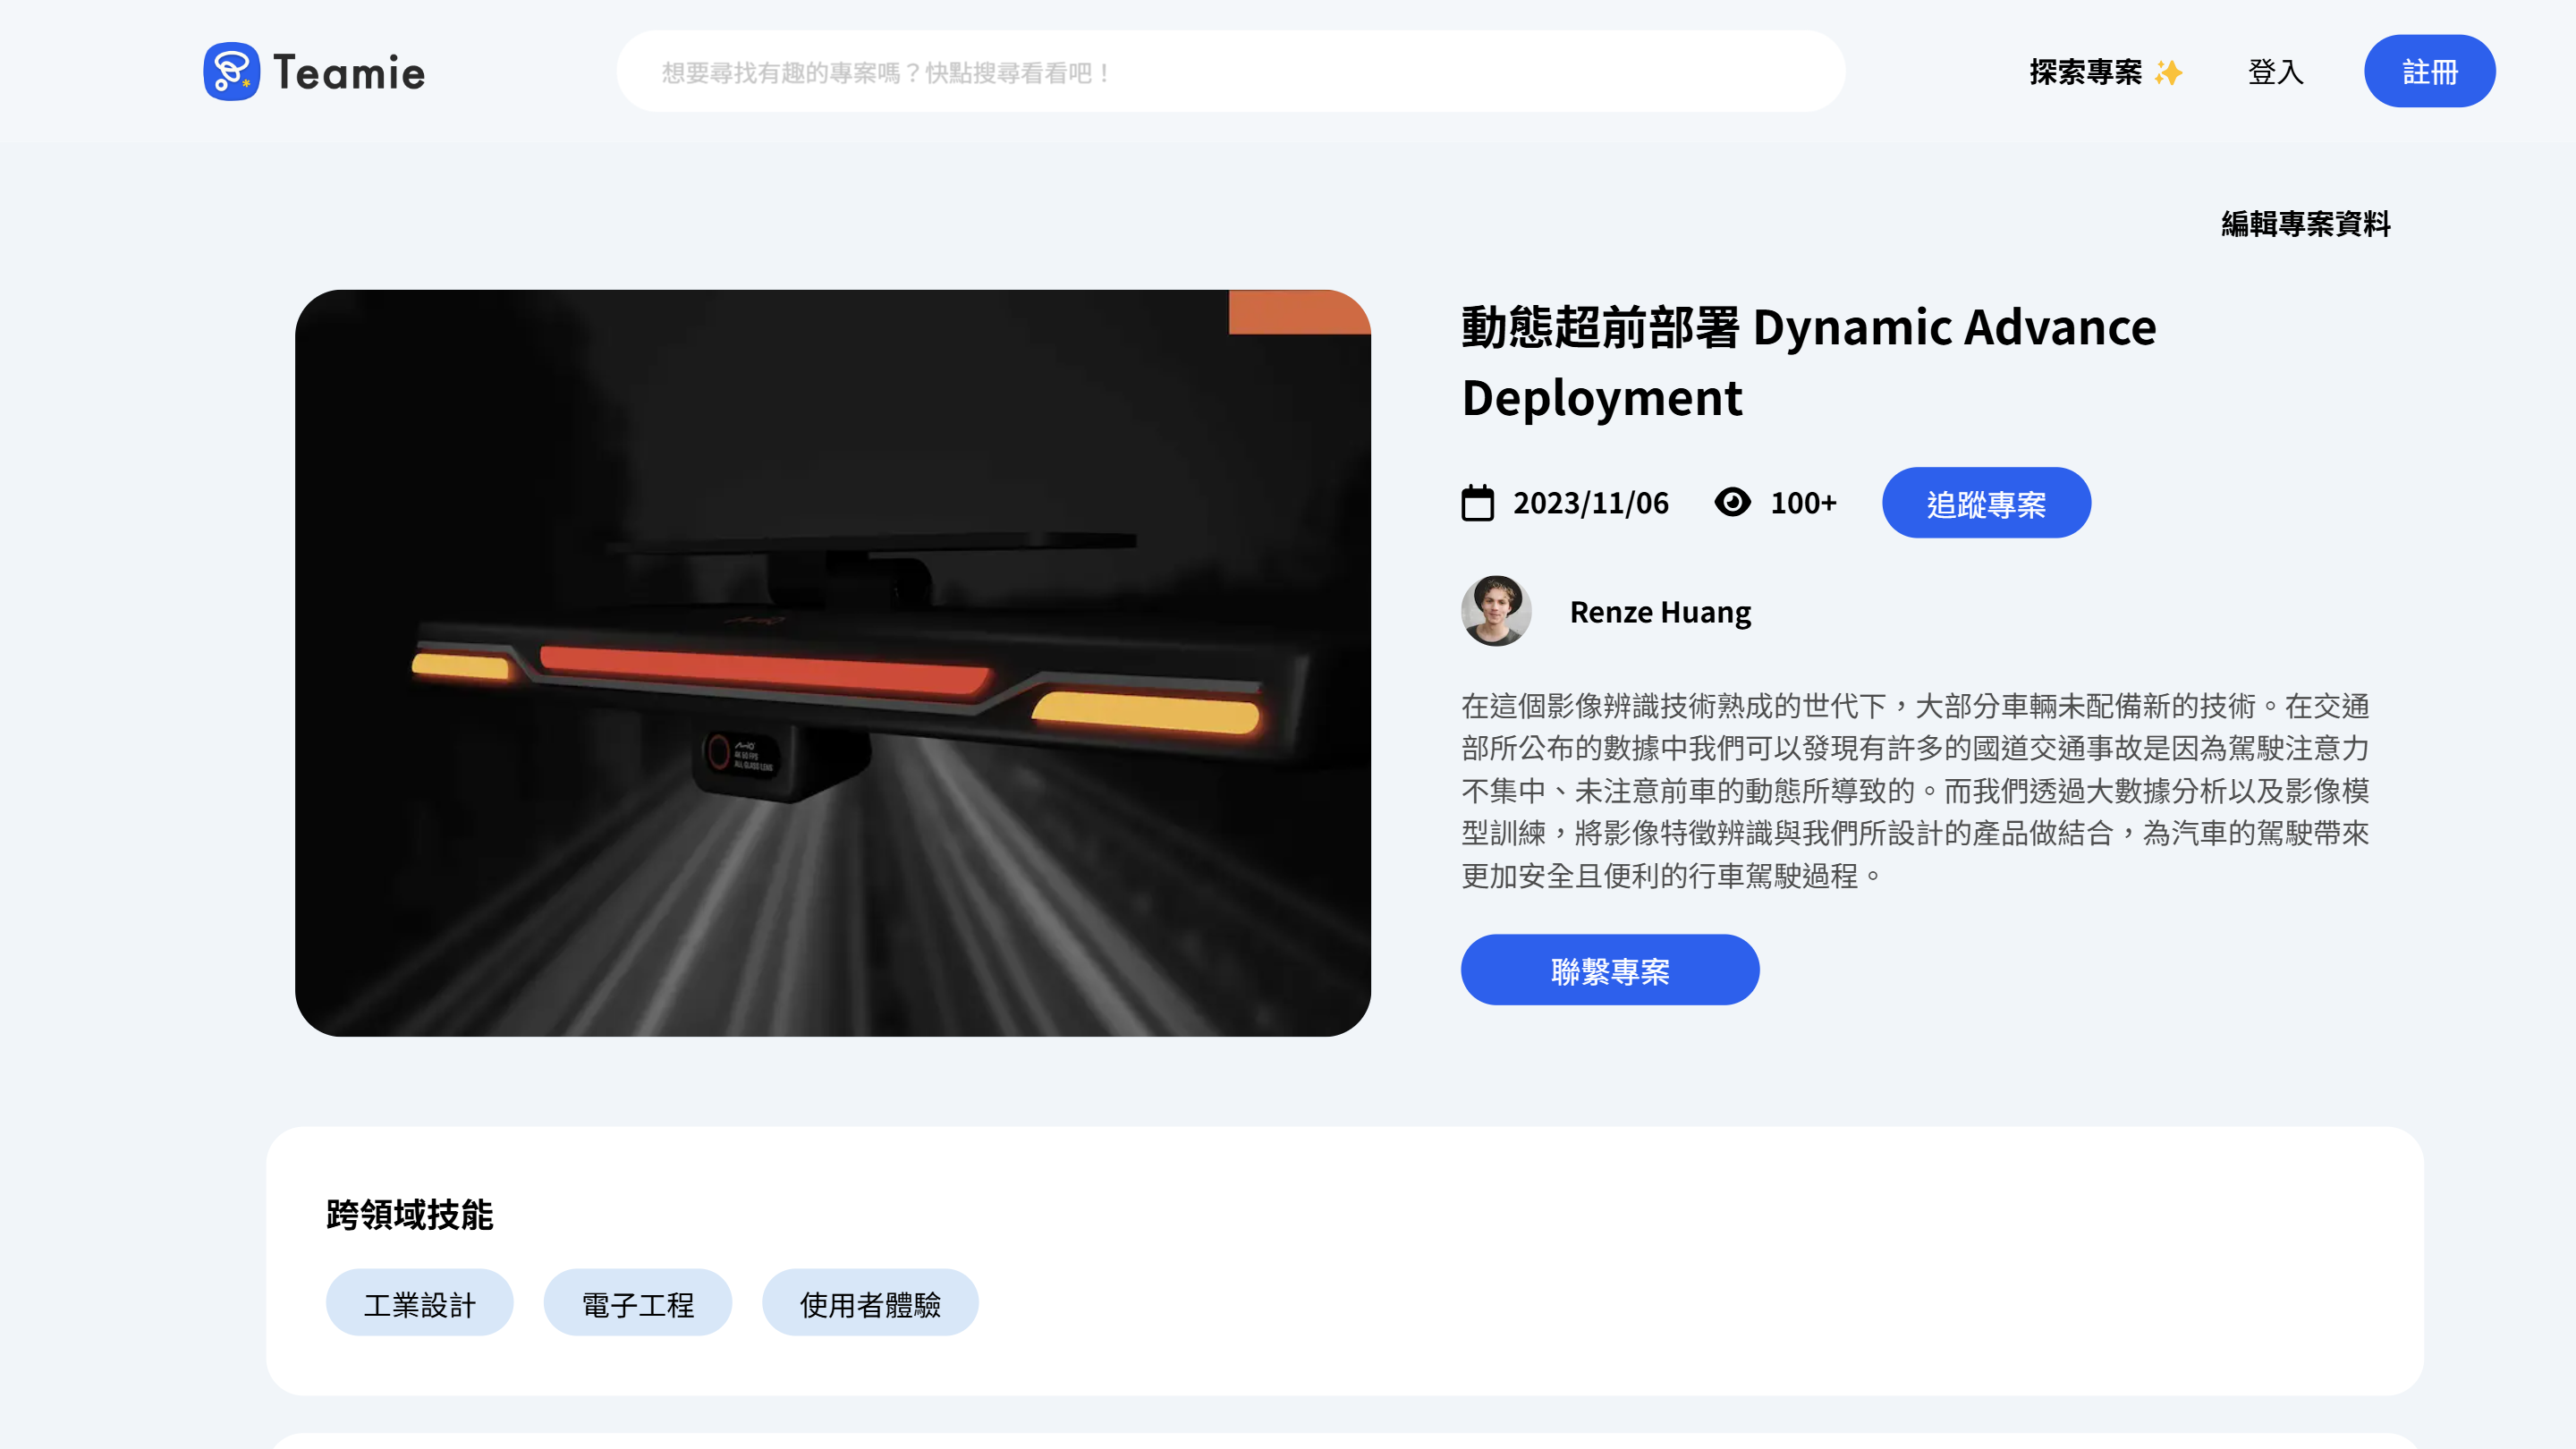 Teamie
想要尋找有趣的專案嗎？快點搜尋看看吧！
探索專案 ✨
登入
註冊
編輯專案資料
動態超前部署 Dynamic Advance
Deployment
2023/11/06
100+
追蹤專案
Renze Huang
在這個影像辨識技術熟成的世代下，大部分車輛未配備新的技術。在交通
部所公布的數據中我們可以發現有許多的國道交通事故是因為駕駛注意力
不集中、未注意前車的動態所導致的。而我們透過大數據分析以及影像模
型訓練，將影像特徵辨識與我們所設計的產品做結合，為汽車的駕駛帶來
更加安全且便利的行車駕駛過程。
聯繫專案
Mio
ALL GLASS LENS
跨領域技能
工業設計
電子工程
使用者體驗